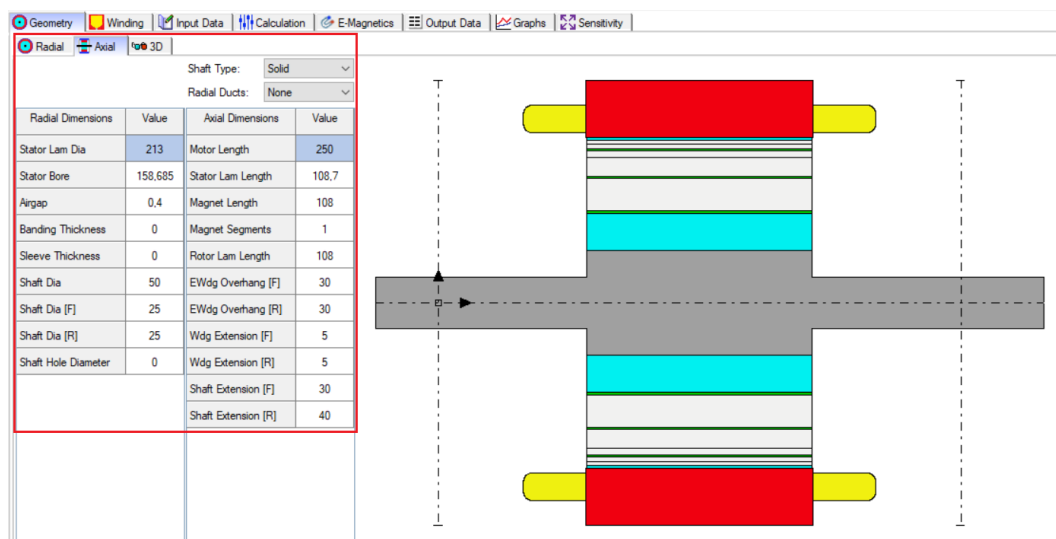 Geometry Winding Input Data Calculation E-Magnetics Output Data Graphs Sensitivity
Radial Axial 3D
Shaft Type: Solid
Radial Ducts: None
Radial Dimensions Value Axial Dimensions Value
Stator Lam Dia 213 Motor Length 250
Stator Bore 158,685 Stator Lam Length 108,7
Airgap 0,4 Magnet Length 108
Banding Thickness 0 Magnet Segments 1
Sleeve Thickness 0 Rotor Lam Length 108
Shaft Dia 50 EWdg Overhang [F] 30
Shaft Dia [F] 25 EWdg Overhang [R] 30
Shaft Dia [R] 25 Wdg Extension [F] 5
Shaft Hole Diameter 0 Wdg Extension [R] 5
Shaft Extension [F] 30
Shaft Extension [R] 40